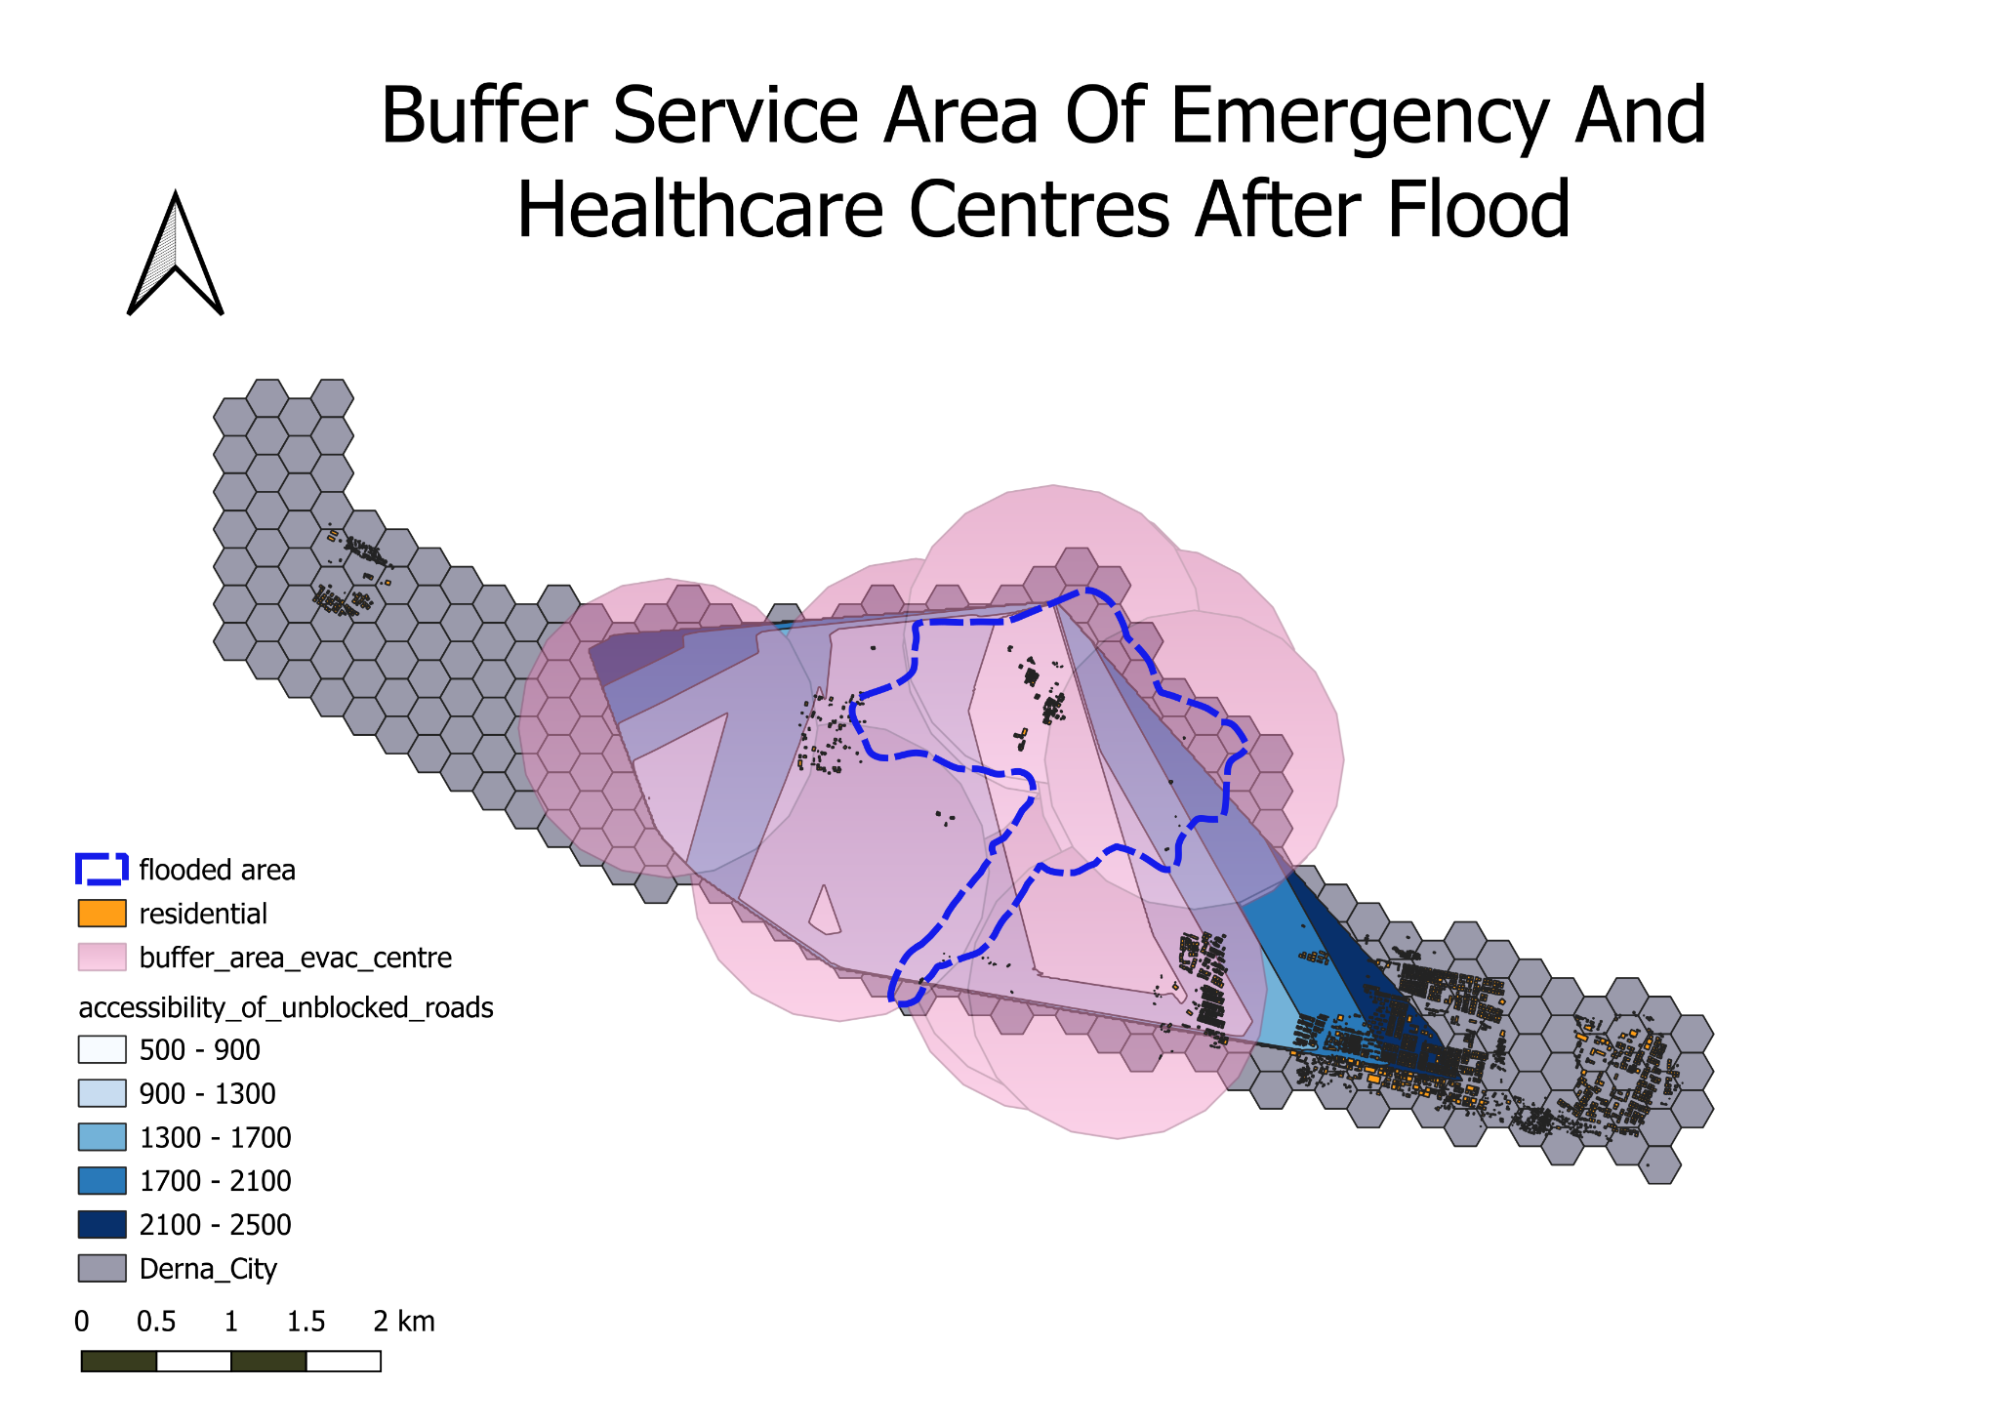 Buffer Service Area Of Emergency And
Healthcare Centres After Flood
flooded area
residential
buffer_area_evac_centre
accessibility_of_unblocked_roads
500 - 900
900 - 1300
1300 - 1700
1700 - 2100
2100 - 2500
Derna_City
0 0.5 1 1.5 2 km